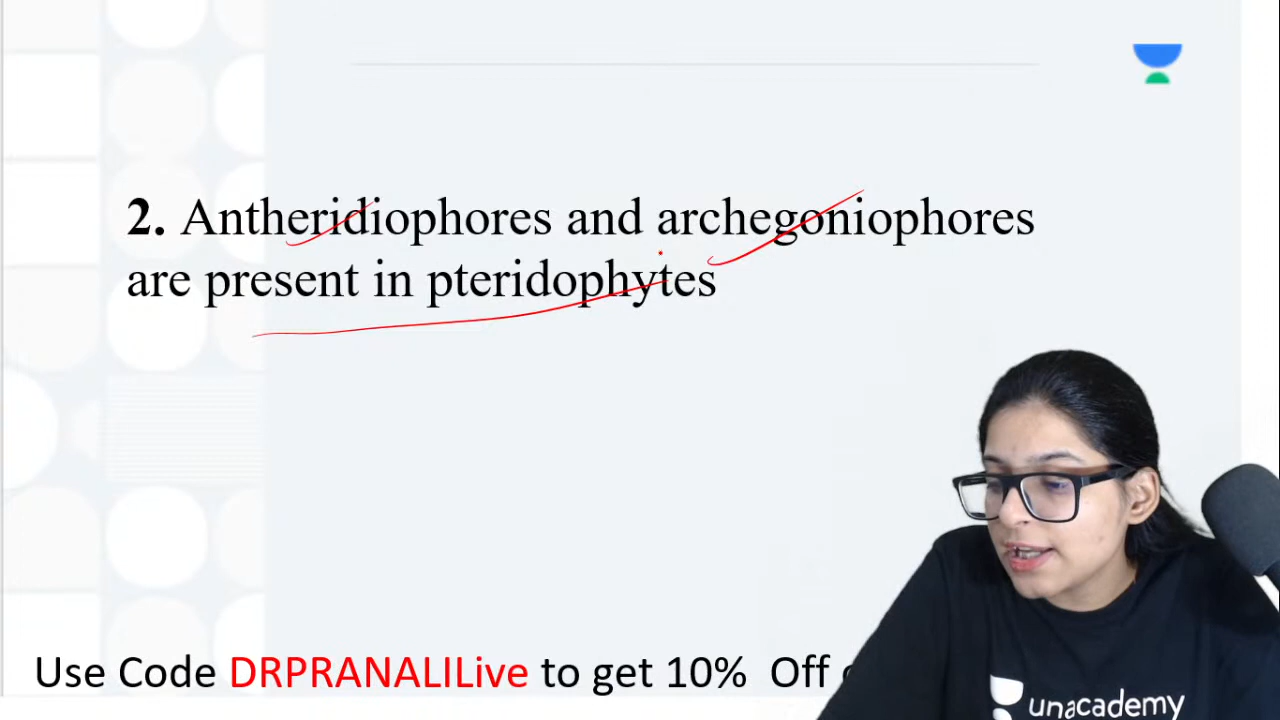 2. Antheridiophores and archegoniophores
are present in pteridophytes
Use Code DRPRANALILive to get 10% Off
unacademy